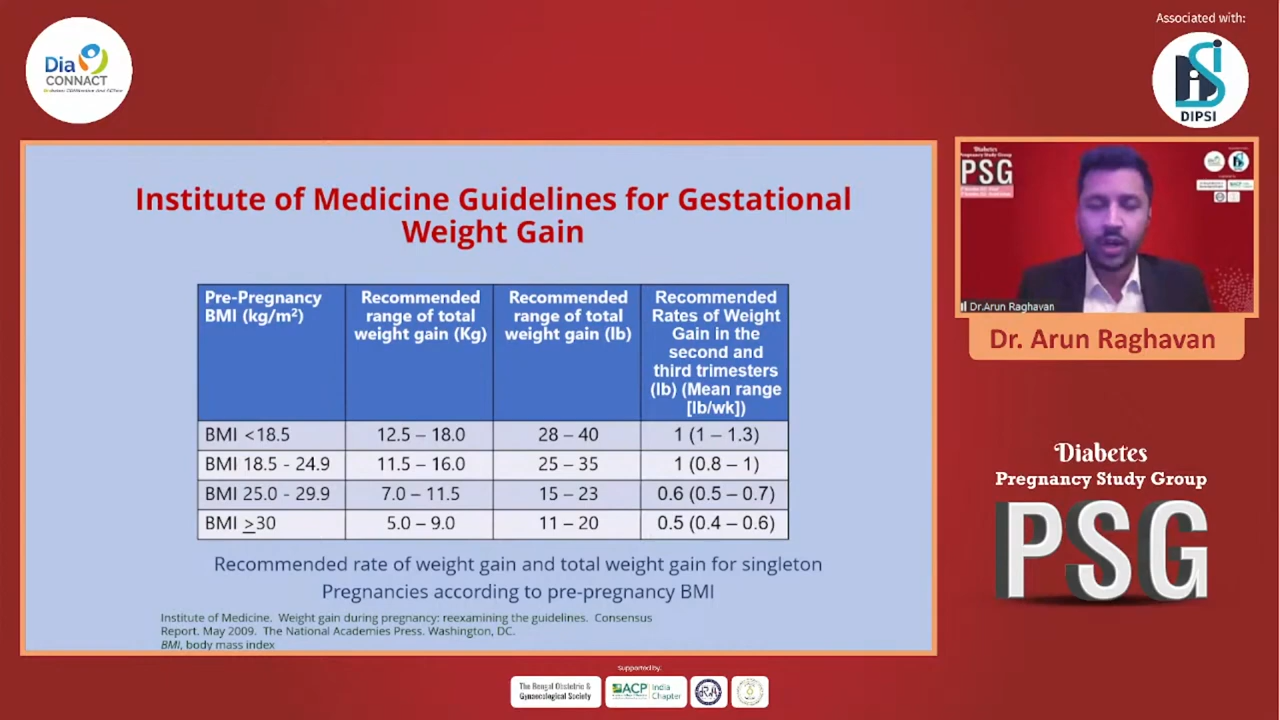 Associated with:
Dia
CONNACT
DIPSI
Institute of Medicine Guidelines for Gestational
Weight Gain
Pre-Pregnancy
BMI (kg/m²)
Recommended
range of total
weight gain (Kg)
Recommended
range of total
weight gain (lb)
Recommended
Rates of Weight
Gain in the
second and
third trimesters
(lb) (Mean range
[lb/wk])
BMI <18.5 12.5 – 18.0 28 – 40 1 (1 – 1.3)
BMI 18.5 - 24.9 11.5 – 16.0 25 – 35 1 (0.8 – 1)
BMI 25.0 - 29.9 7.0 – 11.5 15 – 23 0.6 (0.5 – 0.7)
BMI ≥30 5.0 – 9.0 11 – 20 0.5 (0.4 – 0.6)
Recommended rate of weight gain and total weight gain for singleton
Pregnancies according to pre-pregnancy BMI
Institute of Medicine. Weight gain during pregnancy: reexamining the guidelines. Consensus
Report. May 2009. The National Academies Press. Washington, DC.
BMI, body mass index
Diabetes
Pregnancy Study Group
PSG
Dr.Arun Raghavan
Dr. Arun Raghavan
Diabetes
Pregnancy Study Group
PSG
supported by:
The Bengal Obstetric &
Gynaecological Society
ACP India
Chapter